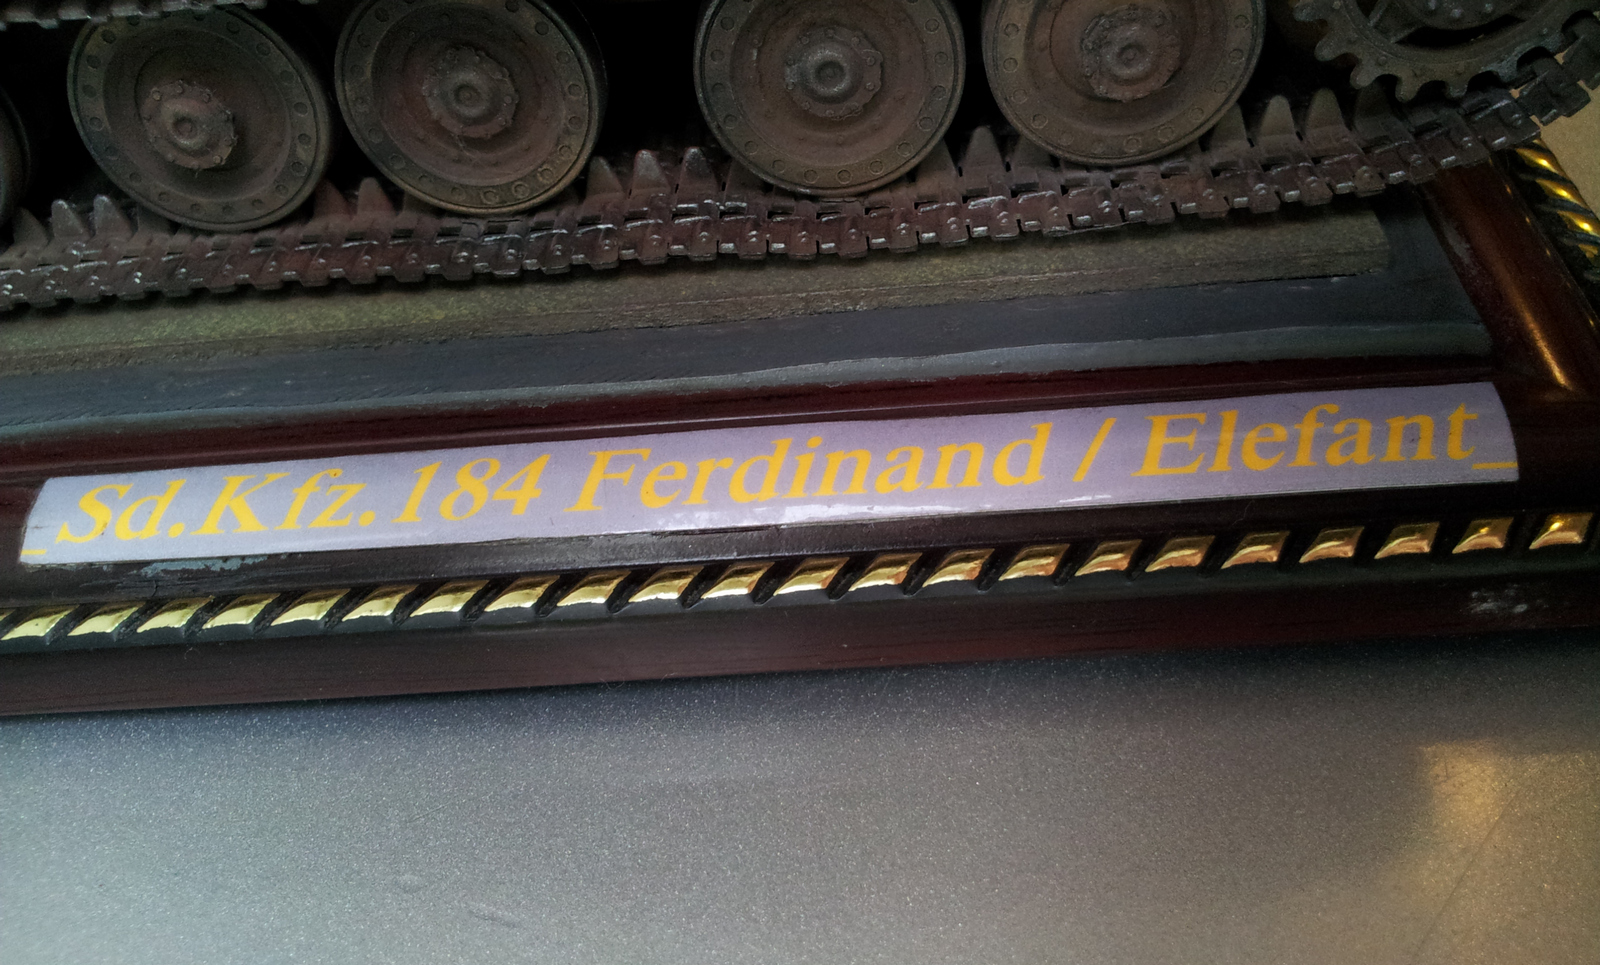 _Sd.Kfz.184 Ferdinand / Elefant_